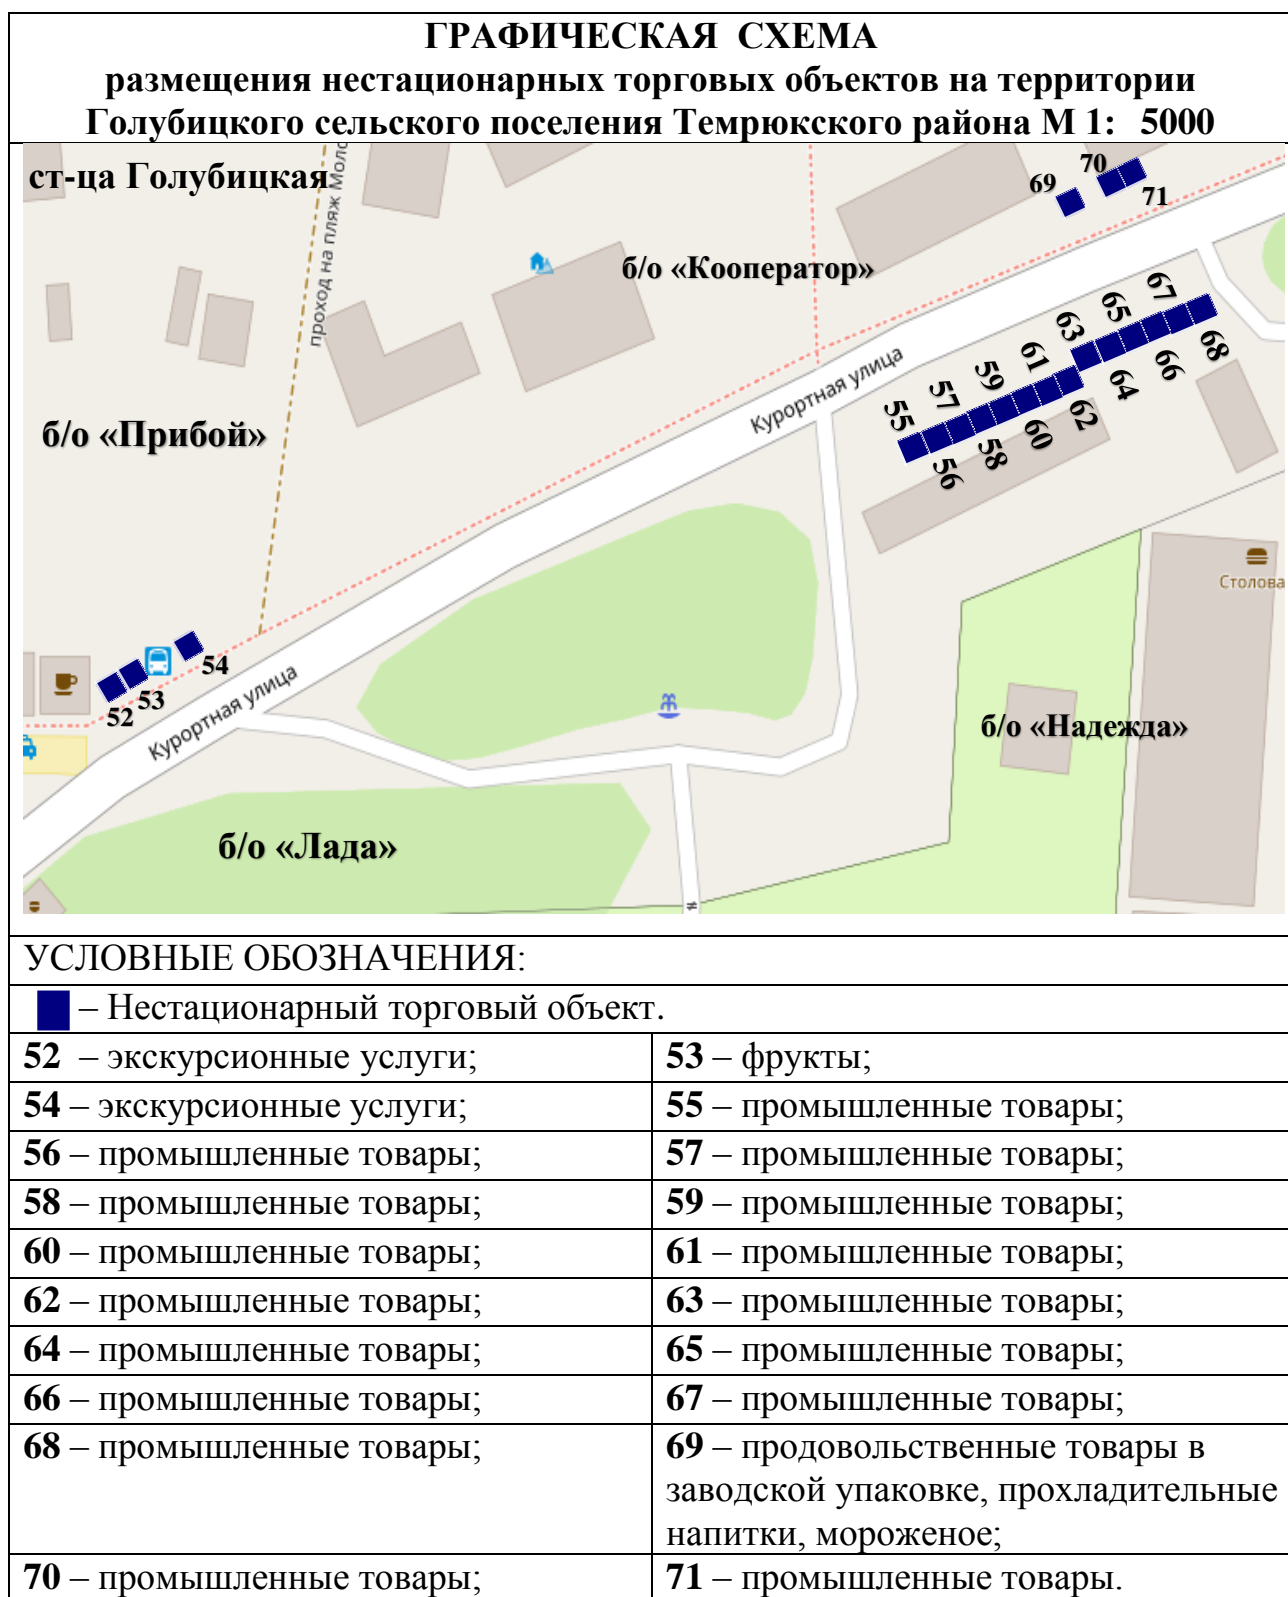 ГРАФИЧЕСКАЯ СХЕМА
размещения нестационарных торговых объектов на территории
Голубицкого сельского поселения Темрюкского района М 1: 5000
ст-ца Голубицкая
проход на пляж Моло
70
69
71
б/о «Кооператор»
67
65
63
68
66
61
64
59
62
57
60
55
58
56
Курортная улица
б/о «Прибой»
Столова
54
53
52
Курортная улица
б/о «Надежда»
б/о «Лада»
УСЛОВНЫЕ ОБОЗНАЧЕНИЯ:
– Нестационарный торговый объект.
52 – экскурсионные услуги;
53 – фрукты;
54 – экскурсионные услуги;
55 – промышленные товары;
56 – промышленные товары;
57 – промышленные товары;
58 – промышленные товары;
59 – промышленные товары;
60 – промышленные товары;
61 – промышленные товары;
62 – промышленные товары;
63 – промышленные товары;
64 – промышленные товары;
65 – промышленные товары;
66 – промышленные товары;
67 – промышленные товары;
68 – промышленные товары;
69 – продовольственные товары в
заводской упаковке, прохладительные
напитки, мороженое;
70 – промышленные товары;
71 – промышленные товары.